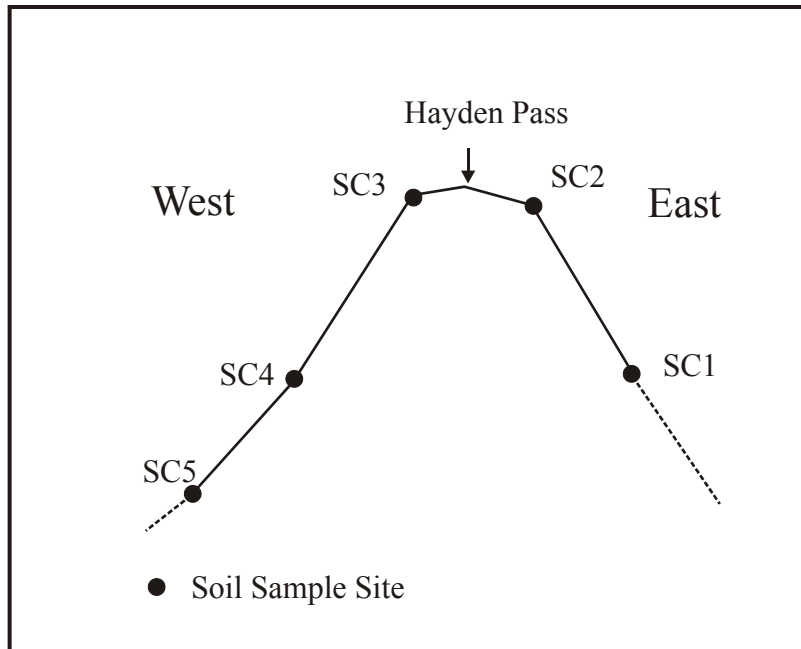 Hayden Pass
SC3
SC2
West
East
SC4
SC1
SC5
Soil Sample Site